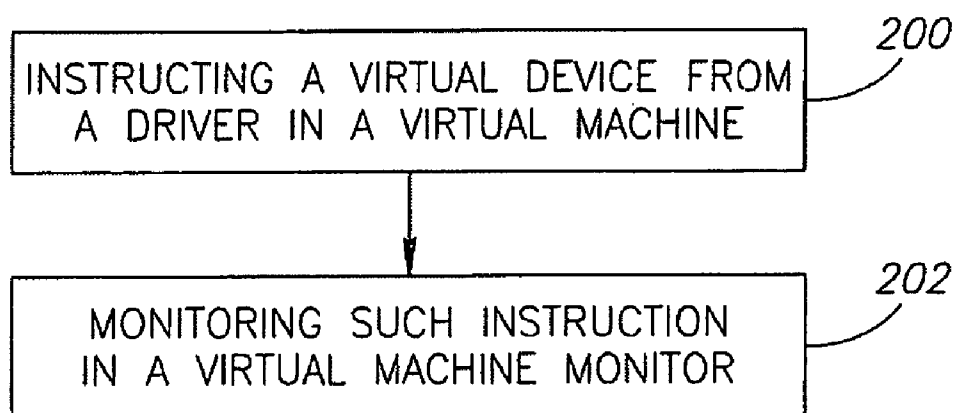 200
INSTRUCTING A VIRTUAL DEVICE FROM
A DRIVER IN A VIRTUAL MACHINE
202
MONITORING SUCH INSTRUCTION
IN A VIRTUAL MACHINE MONITOR